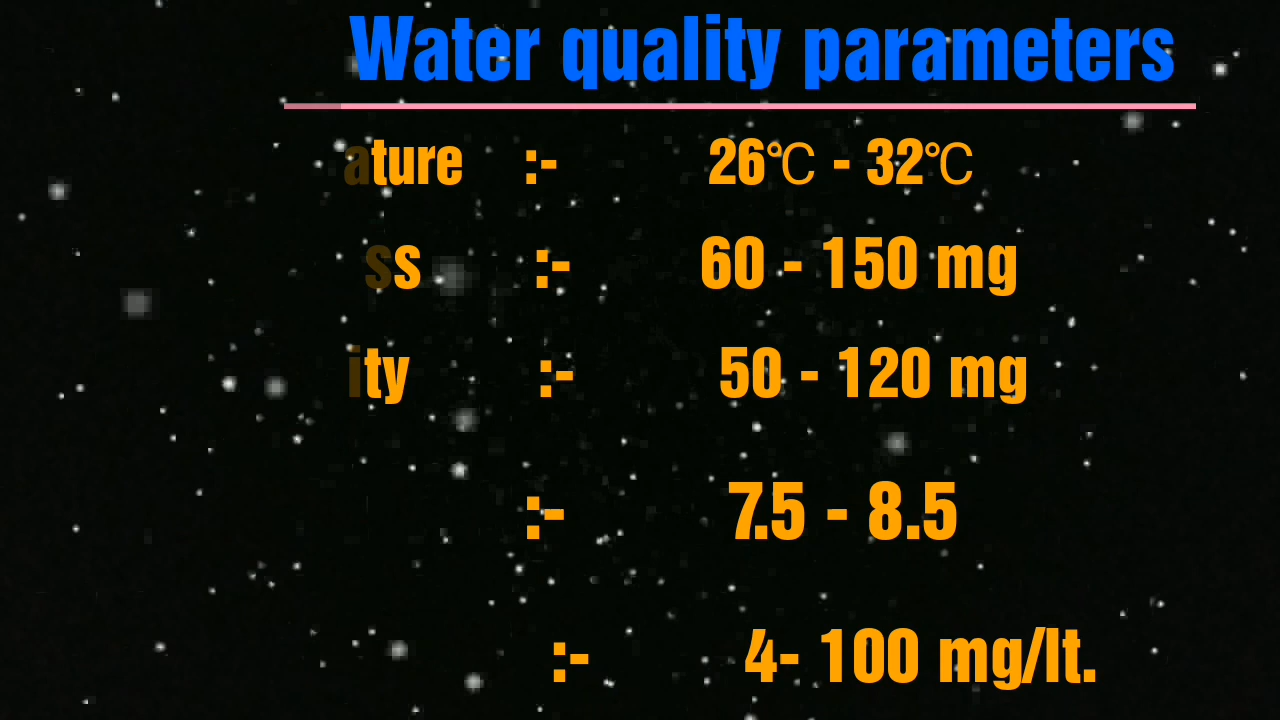 Water quality parameters
ature :- 26℃ - 32℃
ss :- 60 - 150 mg
ity :- 50 - 120 mg
:- 7.5 - 8.5
:- 4- 100 mg/lt.